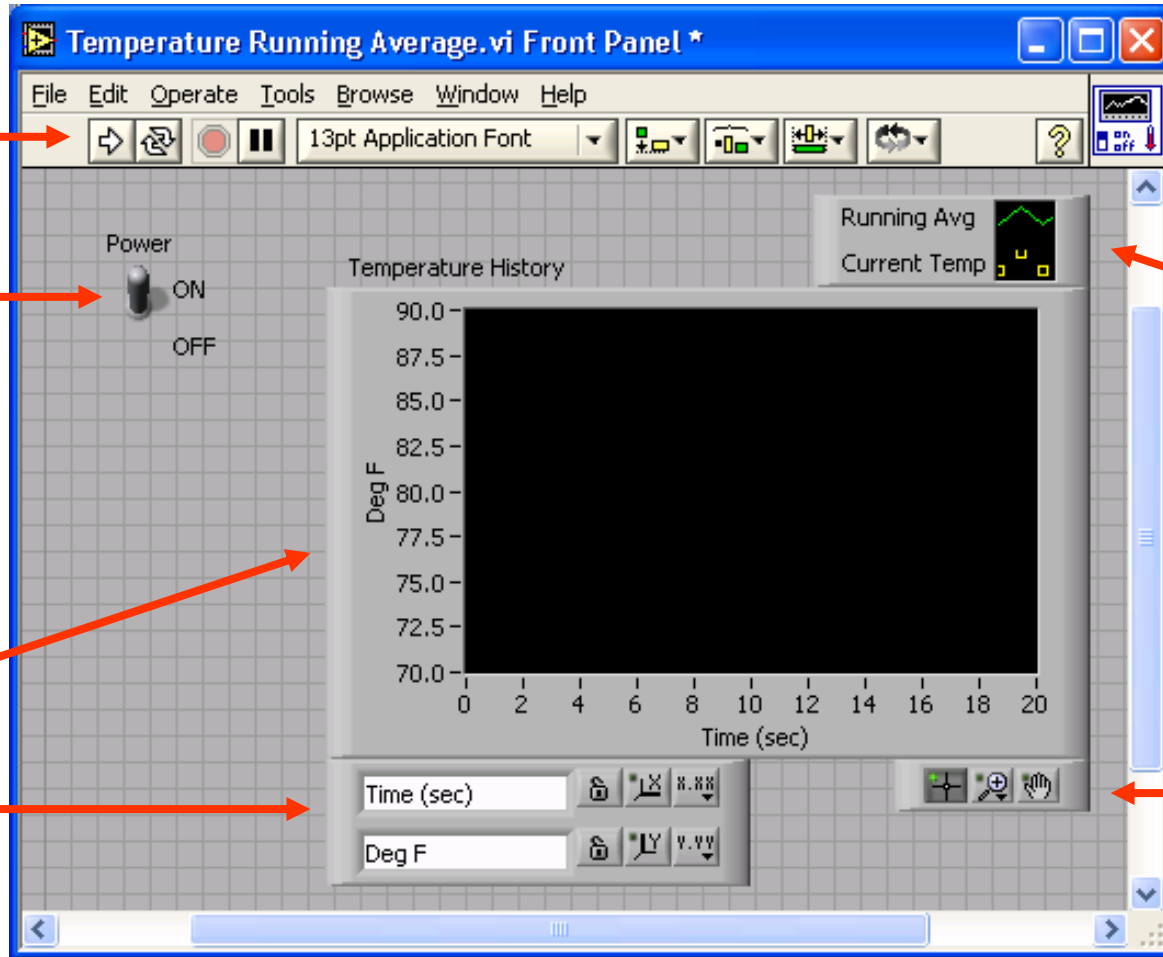 Temperature Running Average.vi Front Panel *
File Edit Operate Tools Browse Window Help
13pt Application Font
?
on
off
Running Avg
Current Temp
Power
ON
OFF
Temperature History
90.0
87.5
85.0
82.5
80.0
77.5
75.0
72.5
70.0
Deg F
0 2 4 6 8 10 12 14 16 18 20
Time (sec)
Time (sec)
X
X.XX
Deg F
Y
Y.YY